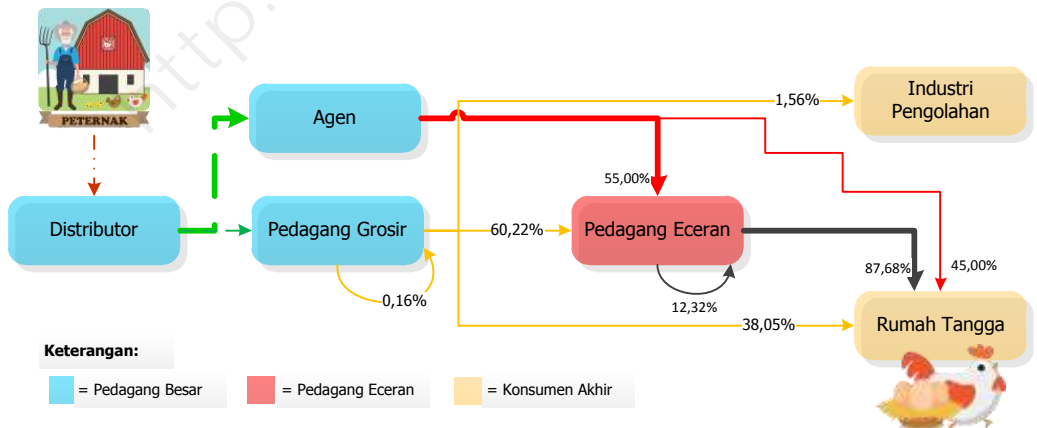 http.
PETERNAK
Agen
Industri
Pengolahan
1,56%
55,00%
Distributor
Pedagang Grosir
60,22%
Pedagang Eceran
0,16%
12,32%
87,68%
45,00%
38,05%
Rumah Tangga
Keterangan:
= Pedagang Besar
= Pedagang Eceran
= Konsumen Akhir